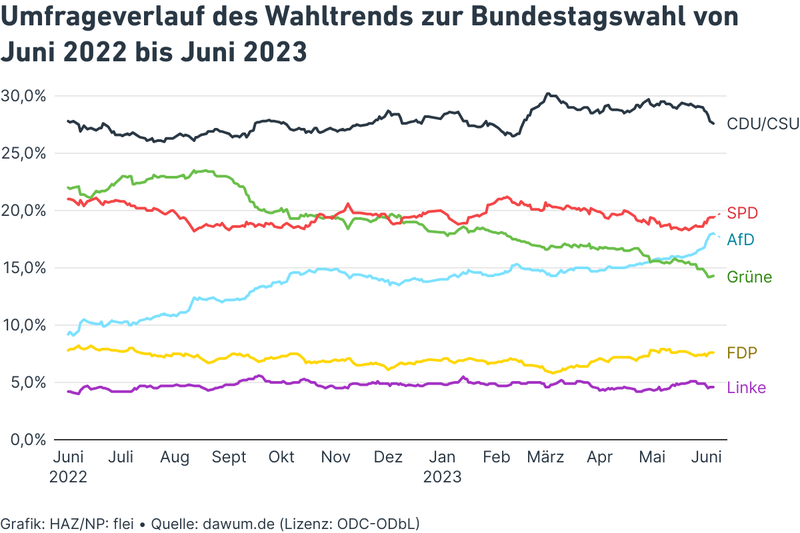 Umfrageverlauf des Wahltrends zur Bundestagswahl von
Juni 2022 bis Juni 2023
30,0%
CDU/CSU
25,0%
20,0%
SPD
AfD
15,0%
Grüne
10,0%
FDP
5,0%
Linke
0,0%
Juni Juli Aug Sept Okt Nov Dez Jan Feb März Apr Mai Juni
2022 2023
Grafik: HAZ/NP: flei • Quelle: dawum.de (Lizenz: ODC-ODbL)